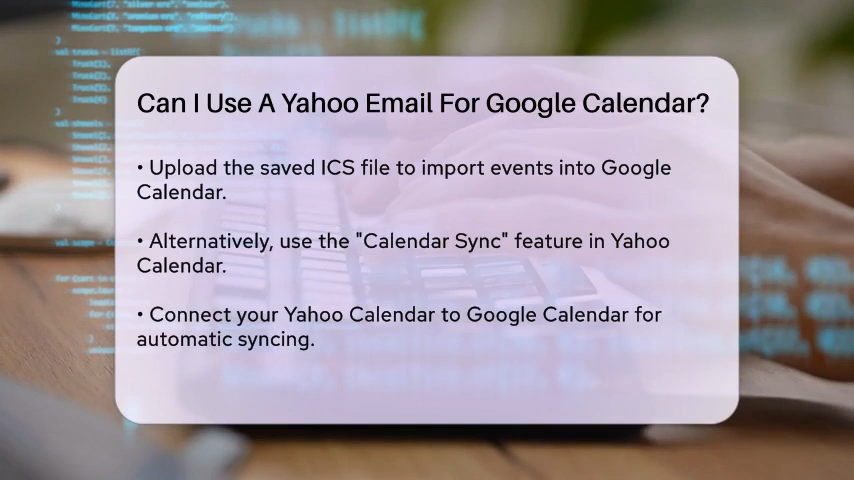 Can I Use A Yahoo Email For Google Calendar?
• Upload the saved ICS file to import events into Google
Calendar.
• Alternatively, use the "Calendar Sync" feature in Yahoo
Calendar.
• Connect your Yahoo Calendar to Google Calendar for
automatic syncing.